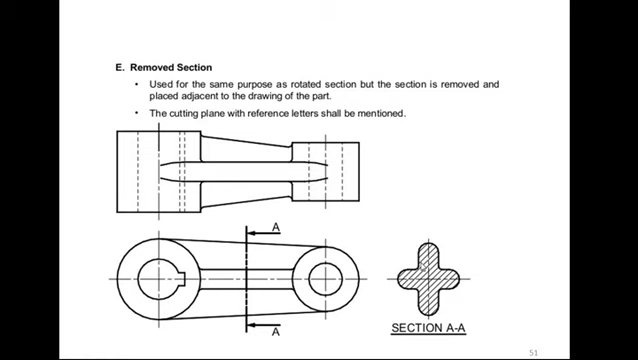 E. Removed Section
• Used for the same purpose as rotated section but the section is removed and
placed adjacent to the drawing of the part.
• The cutting plane with reference letters shall be mentioned.
A
A
SECTION A-A
51